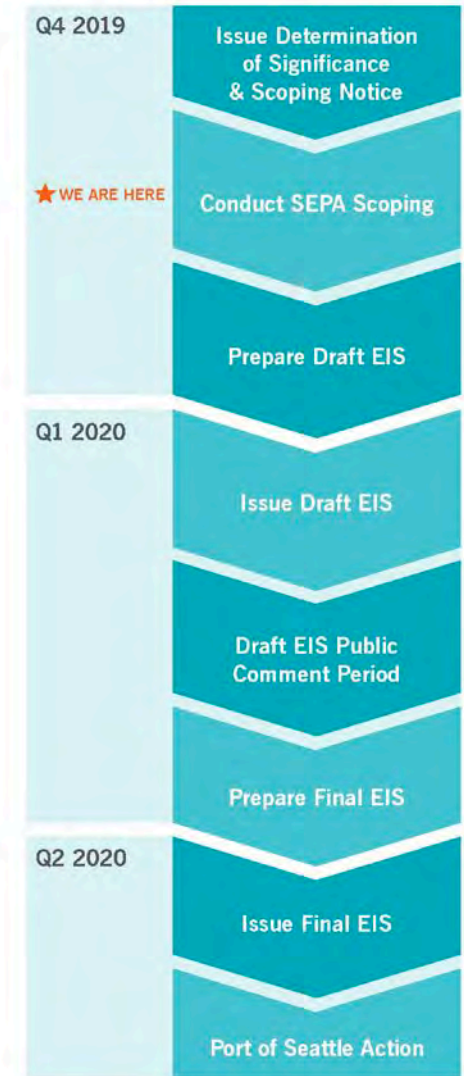 Q4 2019
Issue Determination
of Significance
& Scoping Notice
WE ARE HERE
Conduct SEPA Scoping
Prepare Draft EIS
Q1 2020
Issue Draft EIS
Draft EIS Public
Comment Period
Prepare Final EIS
Q2 2020
Issue Final EIS
Port of Seattle Action